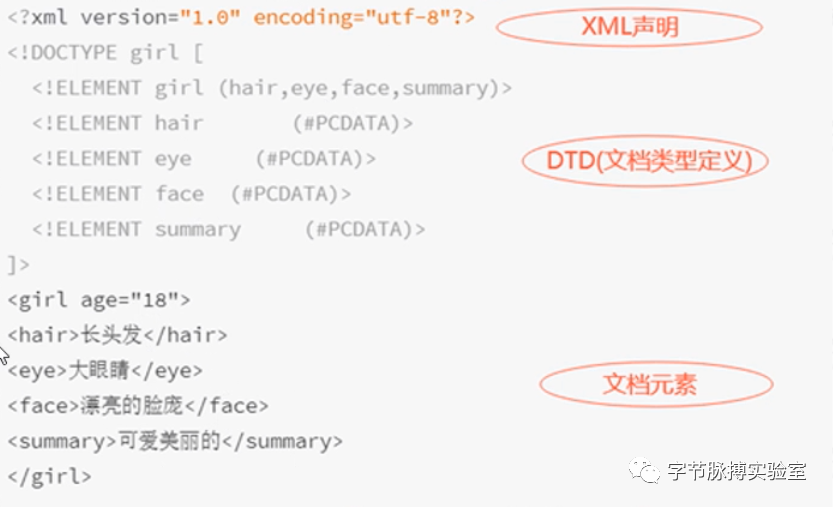 <?xml version="1.0" encoding="utf-8"?>
XML声明
<!DOCTYPE girl [
<!ELEMENT girl (hair,eye,face,summary)>
<!ELEMENT hair (#PCDATA)>
<!ELEMENT eye (#PCDATA)>
DTD(文档类型定义)
<!ELEMENT face (#PCDATA)>
<!ELEMENT summary (#PCDATA)>
]>
<girl age="18">
<hair>长头发</hair>
<eye>大眼睛</eye>
文档元素
<face>漂亮的脸庞</face>
<summary>可爱美丽的</summary>
</girl>
字节脉搏实验室